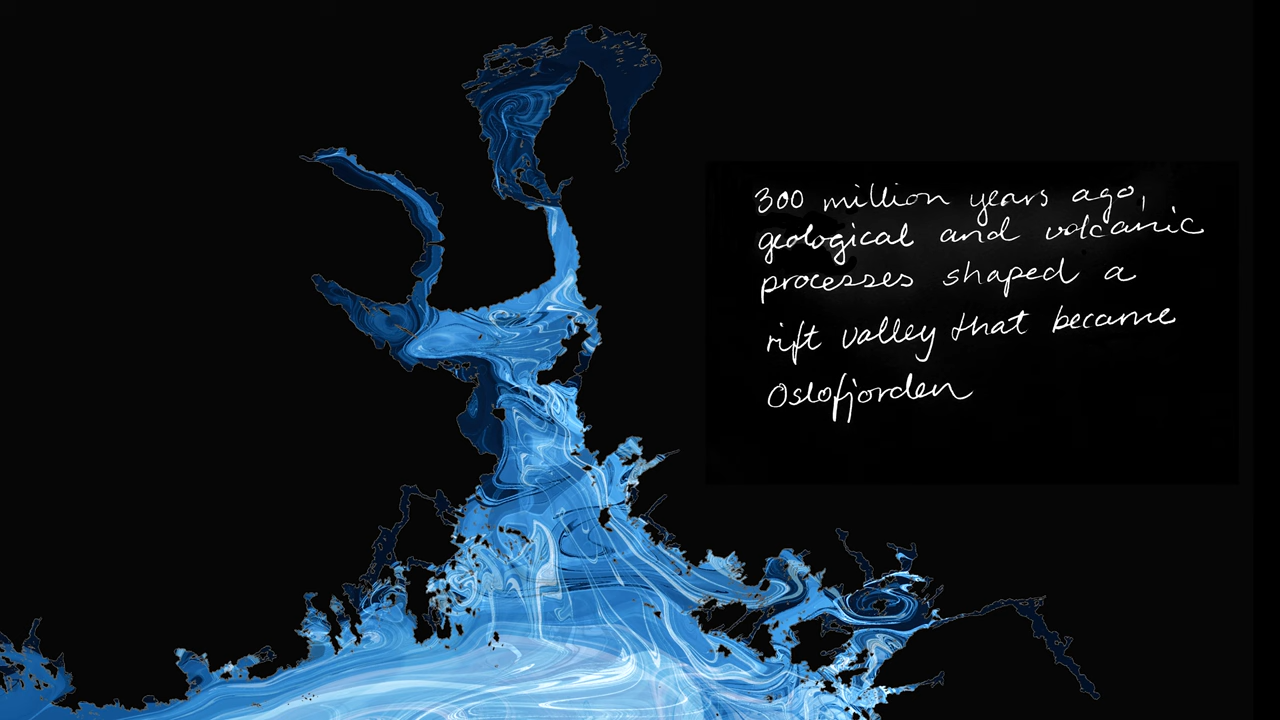 300 million years ago,
geological and volcanic
processes shaped a
rift valley that became
Oslofjorden